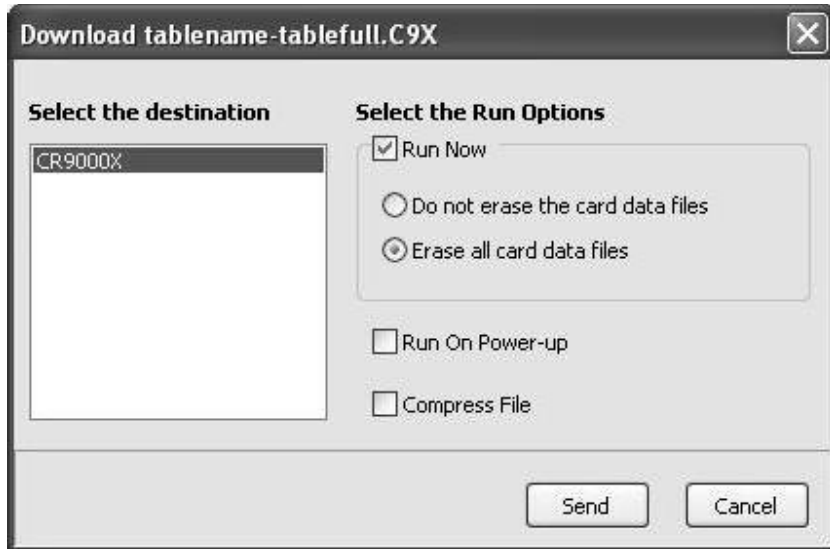 Download tablename-tablefull.C9X
Select the destination
CR9000X
Select the Run Options
Run Now
Do not erase the card data files
Erase all card data files
Run On Power-up
Compress File
Send
Cancel